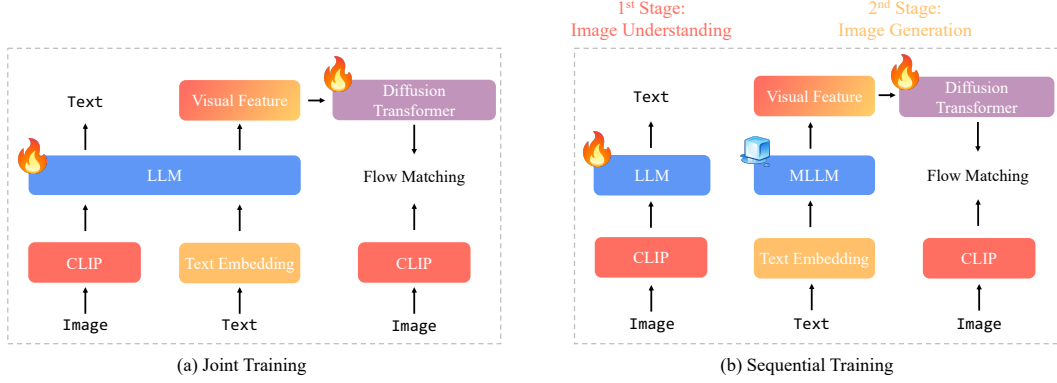 1st Stage:
Image Understanding
2nd Stage:
Image Generation
Text
Visual Feature
Diffusion
Transformer
LLM
Flow Matching
CLIP
Text Embedding
CLIP
Image
Text
Image
(a) Joint Training
Text
Visual Feature
Diffusion
Transformer
LLM
MLLM
Flow Matching
CLIP
Text Embedding
CLIP
Image
Text
Image
(b) Sequential Training